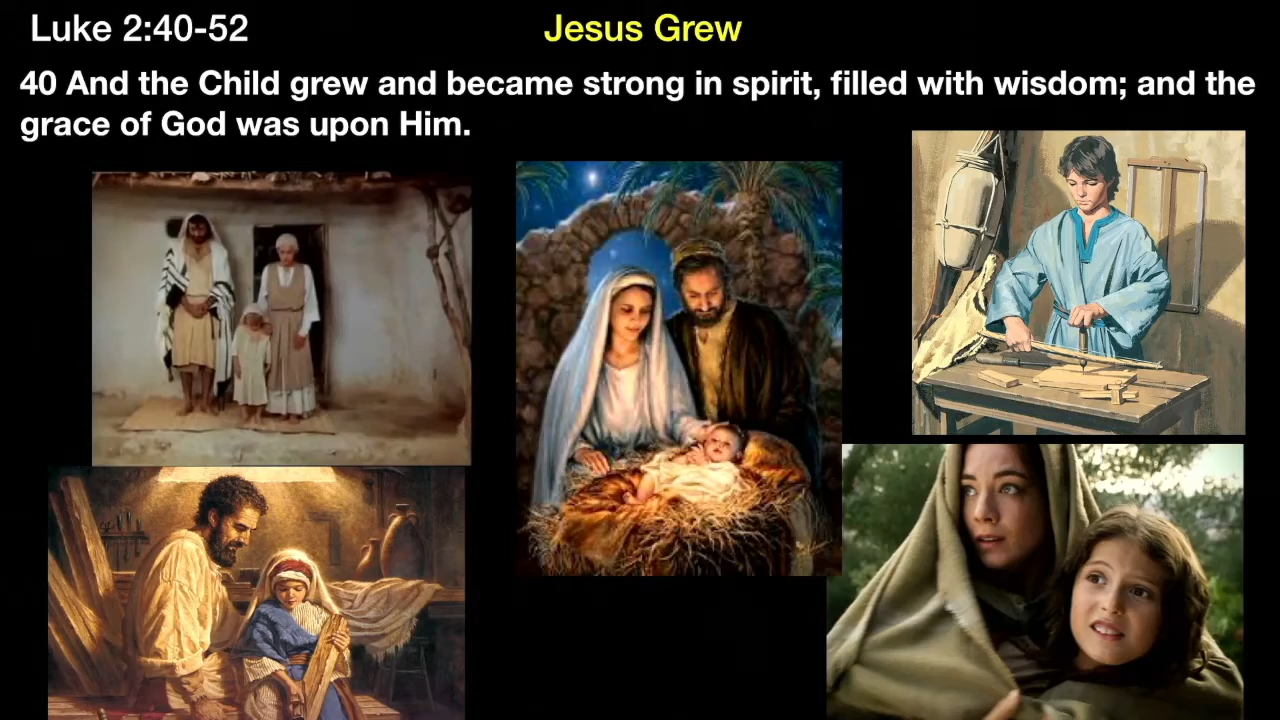 Luke 2:40-52
Jesus Grew
40 And the Child grew and became strong in spirit, filled with wisdom; and the
grace of God was upon Him.